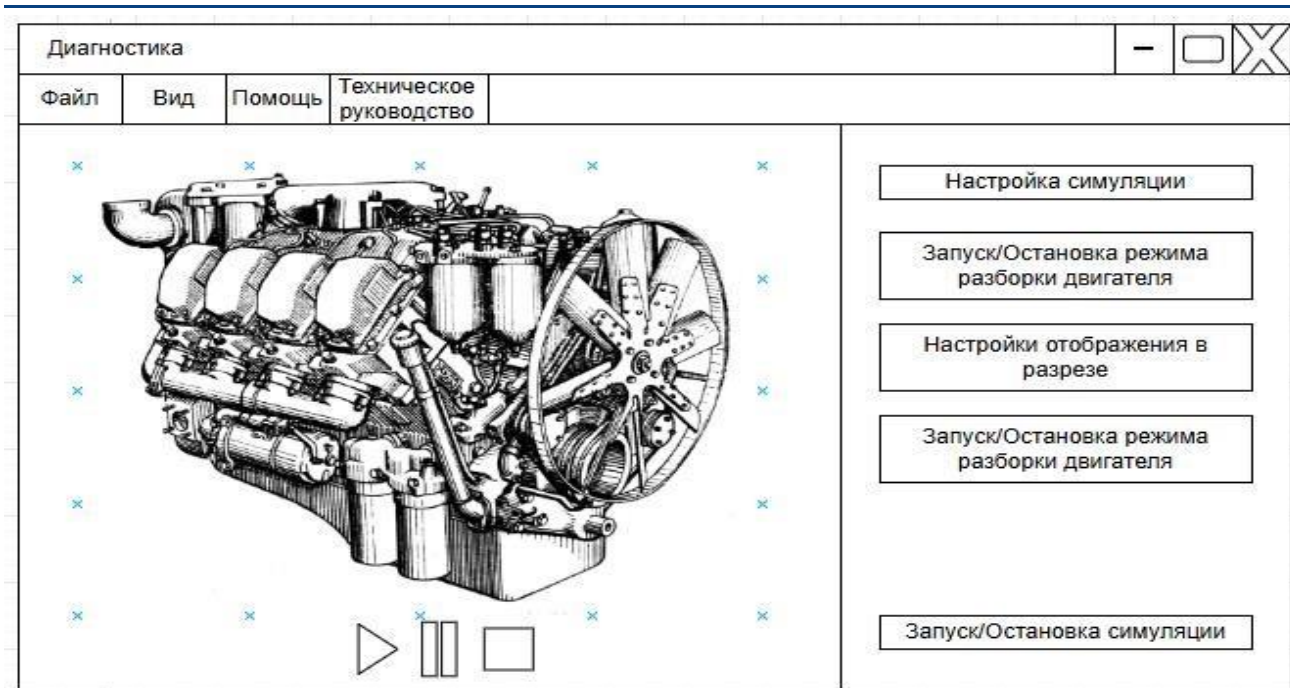 Диагностика
Файл
Вид
Помощь
Техническое
руководство
Настройка симуляции
Запуск/Остановка режима
разборки двигателя
Настройки отображения в
разрезе
Запуск/Остановка режима
разборки двигателя
Запуск/Остановка симуляции